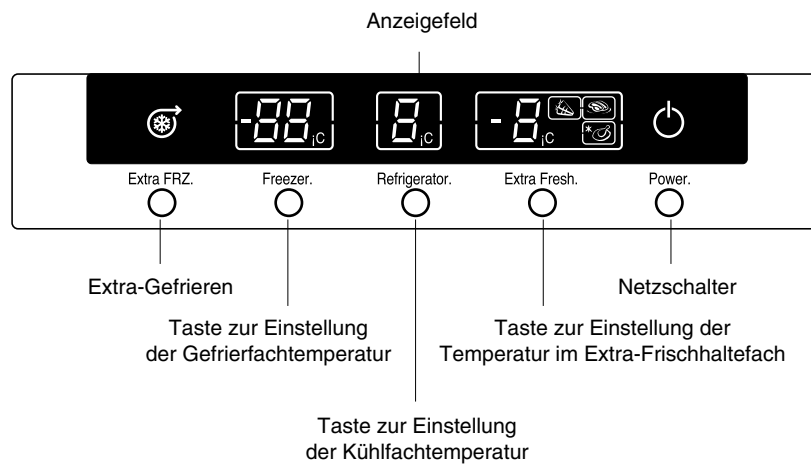 Anzeigefeld
-88 ¡C
8 ¡C
-8 ¡C
*
Extra FRZ.
Freezer.
Refrigerator.
Extra Fresh.
Power.
Extra-Gefrieren
Netzschalter
Taste zur Einstellung
der Gefrierfachtemperatur
Taste zur Einstellung der
Temperatur im Extra-Frischhaltefach
Taste zur Einstellung
der Kühlfachtemperatur